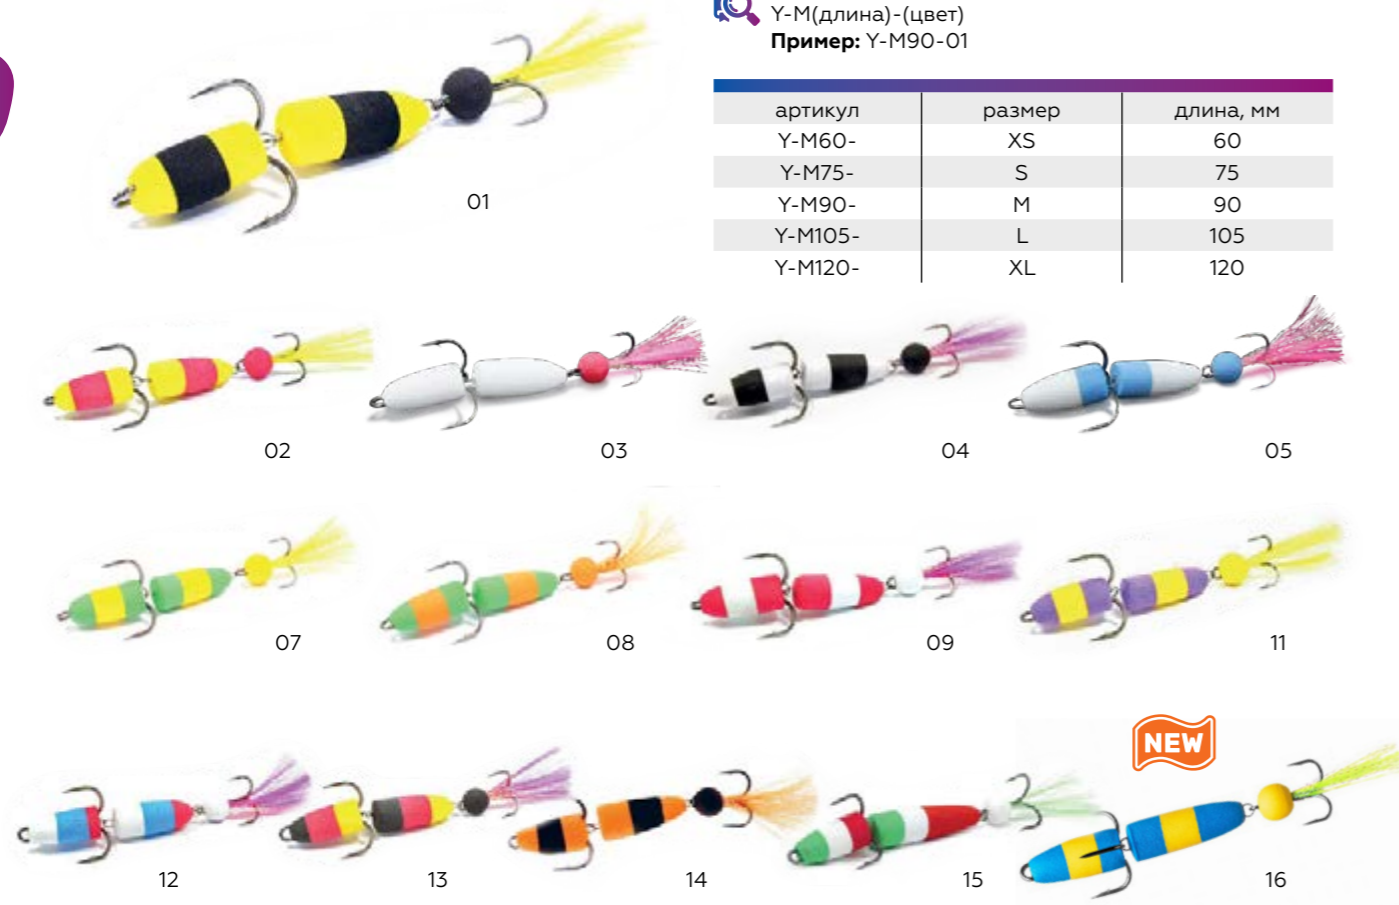 Y-M(длина)-(цвет)
Пример: Y-M90-01
артикул размер длина, мм
Y-M60- XS 60
Y-M75- S 75
Y-M90- M 90
Y-M105- L 105
Y-M120- XL 120
01
02 03 04 05
07 08 09 11
NEW
12 13 14 15 16